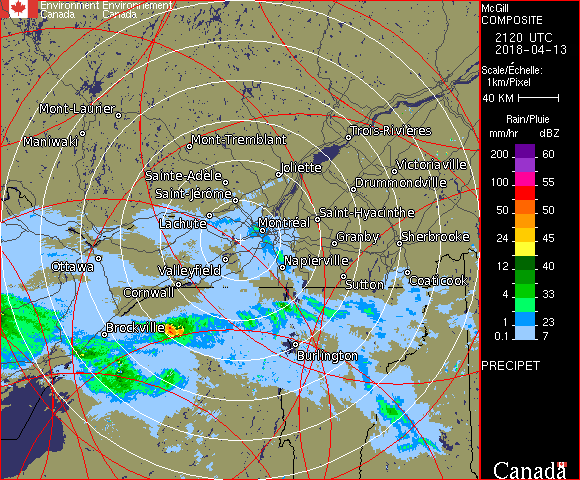 Environment Environnement
Canada Canada
McGill
COMPOSITE
2120 UTC
2018-04-13
Scale/Échelle:
1km/Pixel
40 KM
Rain/Pluie
mm/hr dBZ
200 60
100 55
50 50
24 45
12 40
4 33
1 23
0.1 7
PRECIPET
Canada
Mont-Laurier
Maniwaki
Mont-Tremblant
Trois-Rivières
Joliette
Victoriaville
Sainte-Adèle
Drummondville
Saint-Jérôme
Saint-Hyacinthe
Lachute
Montréal
Granby
Sherbrooke
Ottawa
Valleyfield
Napierville
Sutton
Coaticook
Cornwall
Brockville
Burlington